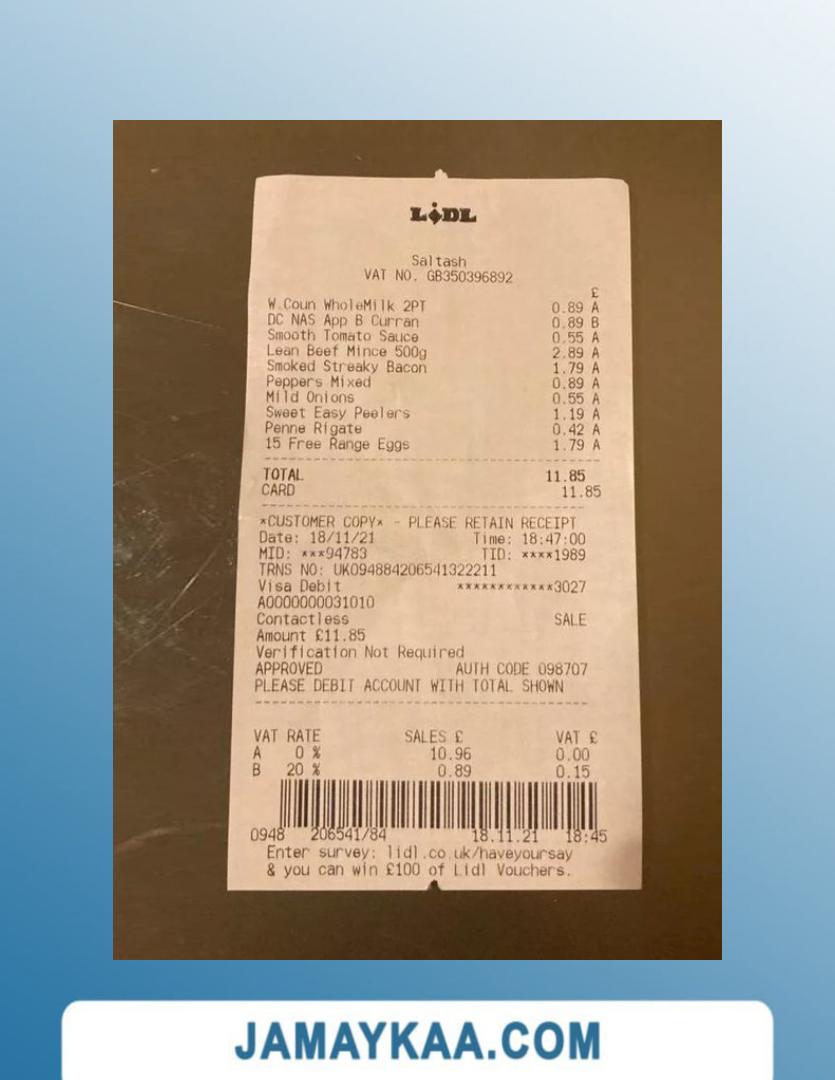 LiDL
Saltash
VAT NO. GB350396892
£
W.Coun WholeMilk 2PT 0.89 A
DC NAS App B Curran 0.89 B
Smooth Tomato Sauce 0.55 A
Lean Beef Mince 500g 2.89 A
Smoked Streaky Bacon 1.79 A
Peppers Mixed 0.89 A
Mild Onions 0.55 A
Sweet Easy Peelers 1.19 A
Penne Rigate 0.42 A
15 Free Range Eggs 1.79 A
TOTAL 11.85
CARD 11.85
*CUSTOMER COPY* - PLEASE RETAIN RECEIPT
Date: 18/11/21 Time: 18:47:00
MID: ***94783 TID: ****1989
TRNS NO: UK094884206541322211
Visa Debit ************3027
A0000000031010
Contactless SALE
Amount £11.85
Verification Not Required
APPROVED AUTH CODE 098707
PLEASE DEBIT ACCOUNT WITH TOTAL SHOWN
VAT RATE SALES £ VAT £
A 0 % 10.96 0.00
B 20 % 0.89 0.15
0948 206541/84 18.11.21 18:45
Enter survey: lidl.co.uk/haveyoursay
& you can win £100 of Lidl Vouchers.
JAMAYKAA.COM